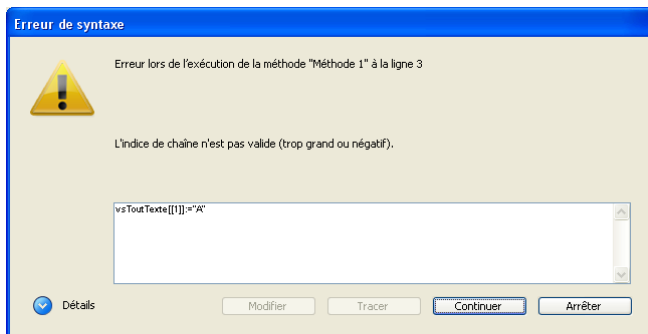 Erreur de syntaxe
Erreur lors de l'exécution de la méthode "Méthode 1" à la ligne 3
L'indice de chaîne n'est pas valide (trop grand ou négatif).
vsToutTexte[[1]]:="A"
Détails
Modifier
Tracer
Continuer
Arrêter